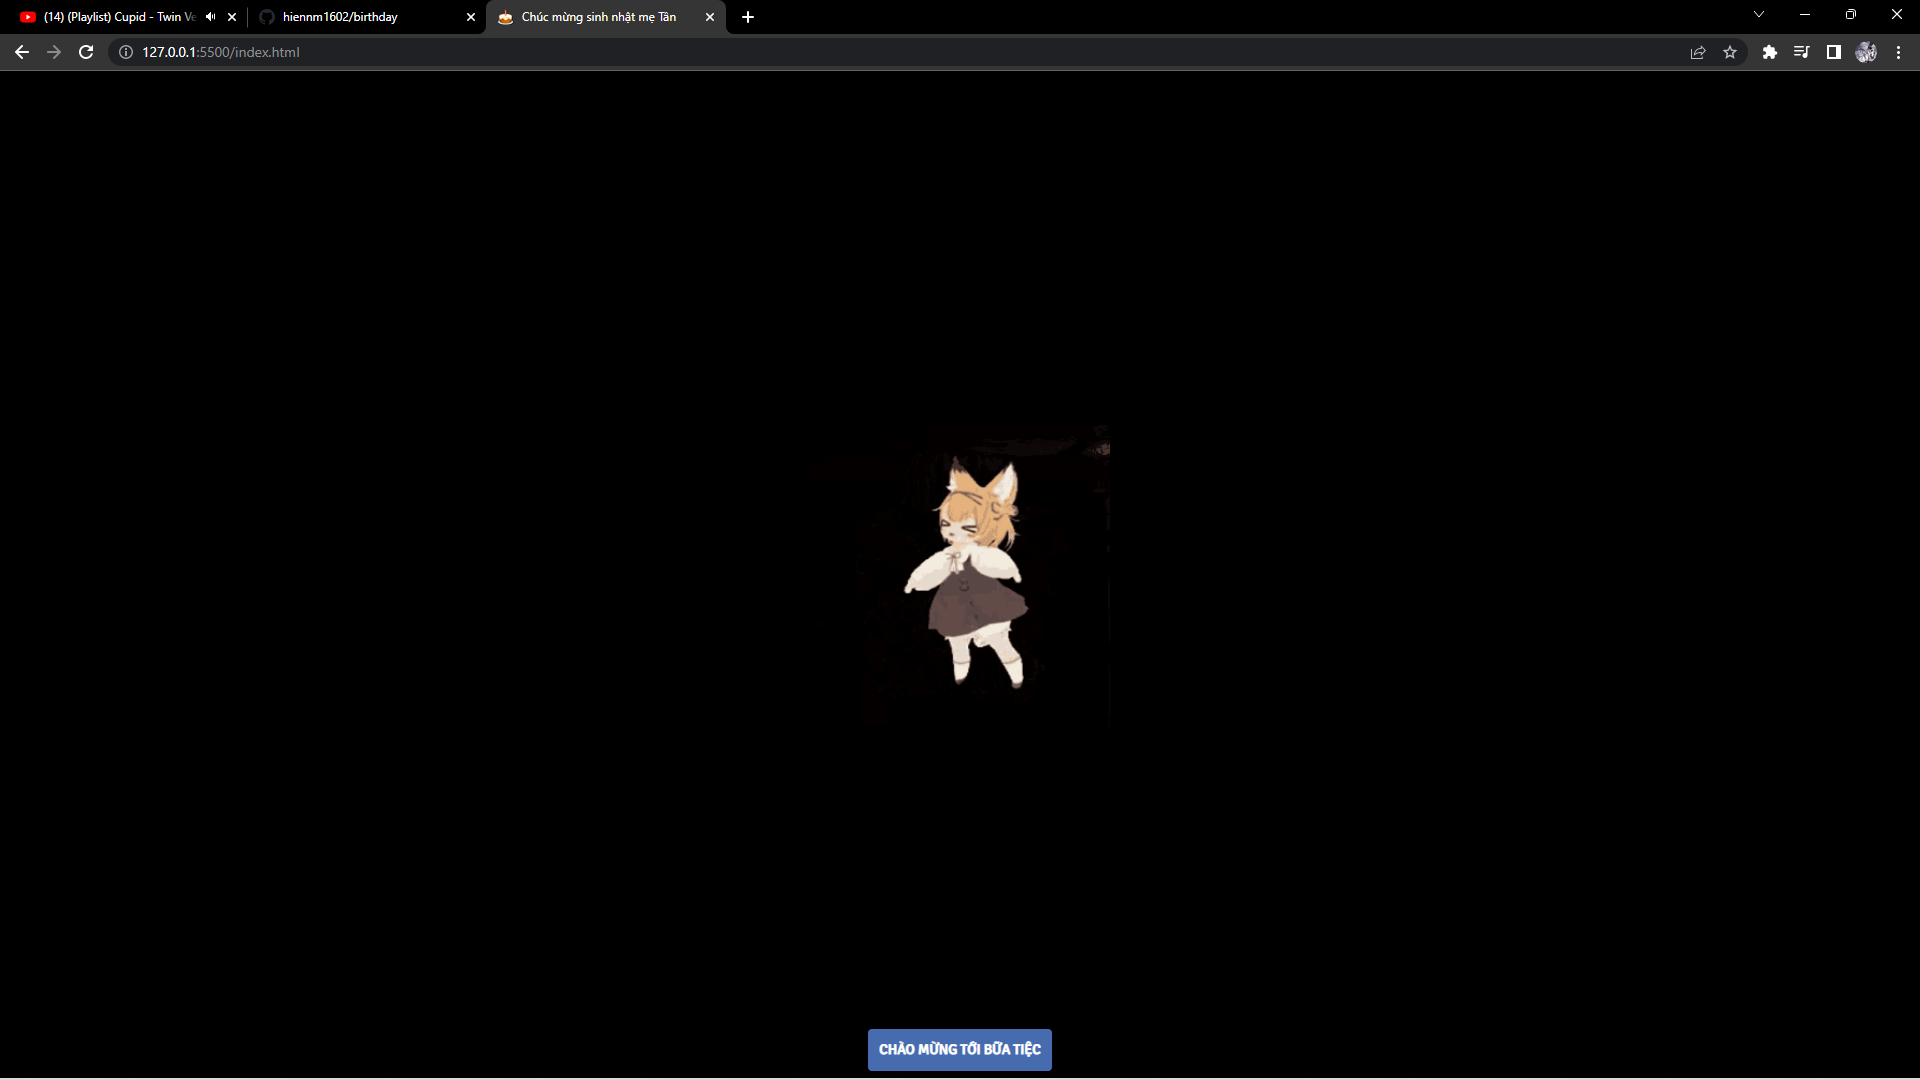 (14) (Playlist) Cupid - Twin Ve
hiennm1602/birthday
Chúc mừng sinh nhật mẹ Tân
127.0.0.1:5500/index.html
CHÀO MỪNG TỚI BỮA TIỆC